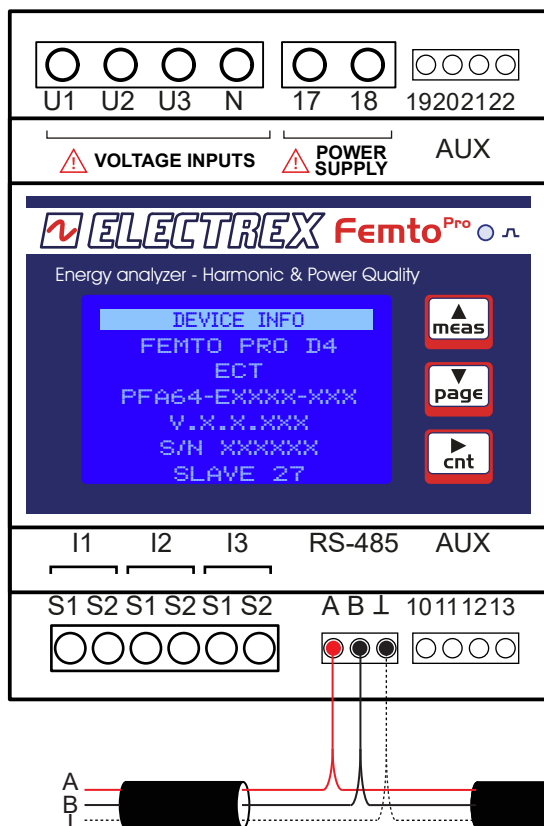 U1 U2 U3 N 17 18 19202122
⚠ VOLTAGE INPUTS ⚠ POWER SUPPLY AUX
ELECTREX Femto Pro
Energy analyzer - Harmonic & Power Quality
DEVICE INFO
FEMTO PRO D4
ECT
PFA64-EXXXX-XXX
V.X.X.XXX
S/N XXXXXX
SLAVE 27
meas
page
cnt
I1 I2 I3 RS-485 AUX
S1 S2 S1 S2 S1 S2 A B ⊥ 10111213
A
B
⊥